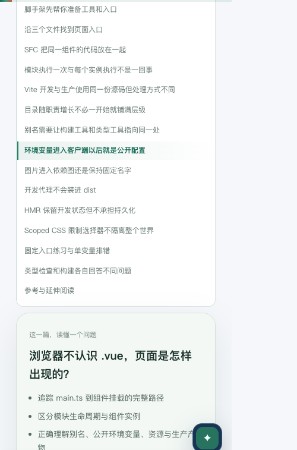 脚手架先帮你准备工具和入口
沿三个文件找到页面入口
SFC 把同一组件的代码放在一起
模块执行一次与每个实例执行不是一回事
Vite 开发与生产使用同一份源码但处理方式不同
目录随职责增长不必一开始就铺满层级
别名需要让构建工具和类型工具指向同一处
环境变量进入客户端以后就是公开配置
图片进入依赖图还是保持固定名字
开发代理不会装进 dist
HMR 保留开发状态但不承担持久化
Scoped CSS 限制选择器不隔离整个世界
固定入口练习与单变量排错
类型检查和构建各自回答不同问题
参考与延伸阅读
这一篇，读懂一个问题
浏览器不认识 .vue，页面是怎样
出现的？
追踪 main.ts 到组件挂载的完整路径
区分模块生命周期与组件实例
正确理解别名、公开环境变量、资源与生产产
物